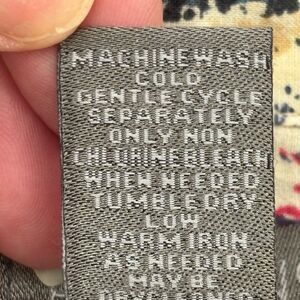 MACHINE WASH
COLD
GENTLE CYCLE
SEPARATELY
ONLY NON
CHLORINE BLEACH
WHEN NEEDED
TUMBLE DRY
LOW
WARM IRON
AS NEEDED
MAY BE